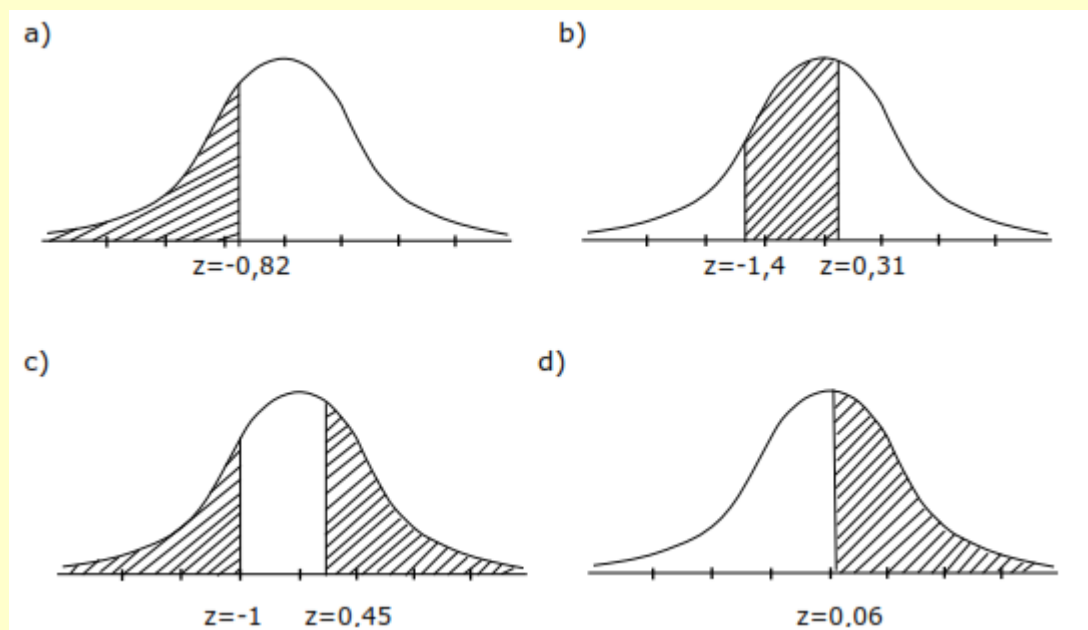 a)
b)
z=-0,82
z=-1,4 z=0,31
c)
d)
z=-1 z=0,45
z=0,06